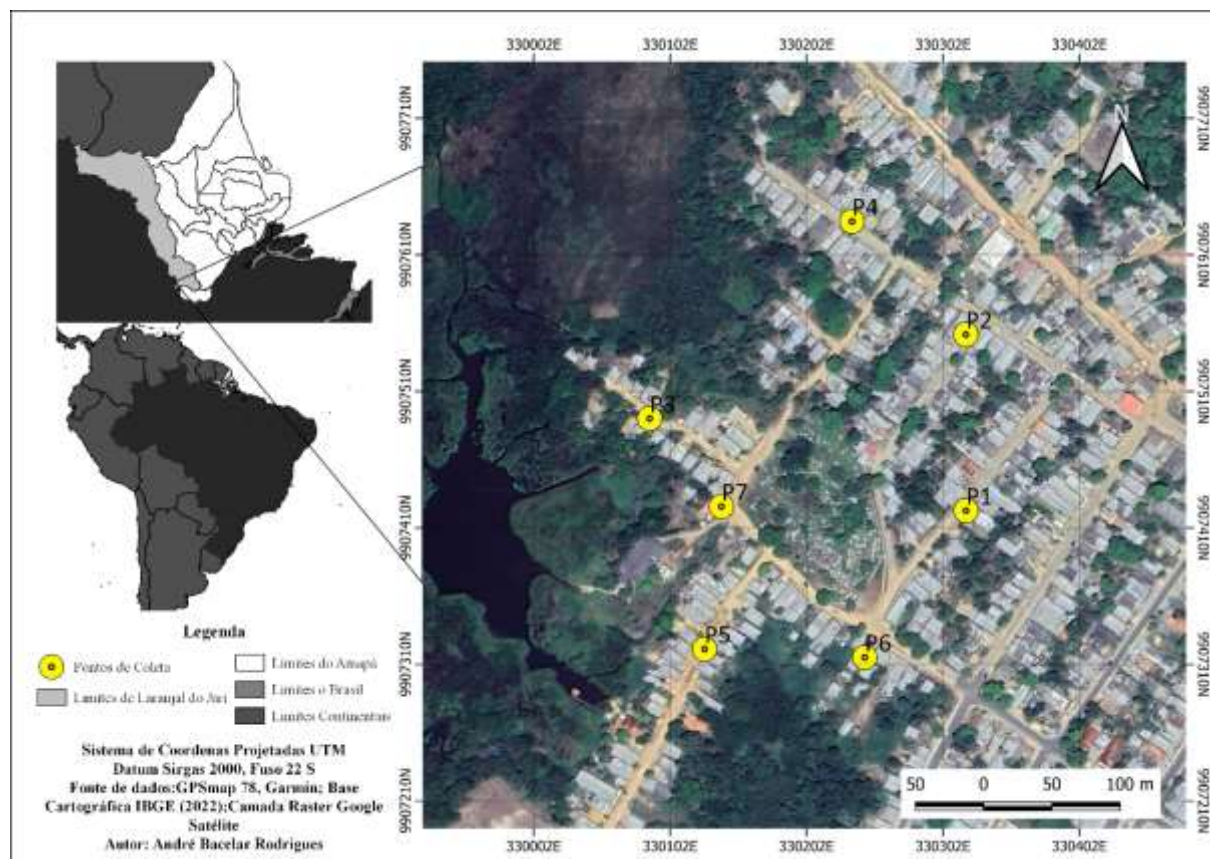 330002E 330102E 330202E 330302E 330402E
9907710N
9907610N
9907510N
9907410N
9907310N
9907210N
9907710N
9907610N
9907510N
9907410N
9907310N
9907210N
N
P4
P2
P3
P7
P1
P5
P6
50 0 50 100 m
330002E 330102E 330202E 330302E 330402E
Legenda
Pontos de Coleta
Limites de Laranjal do Jari
Limites do Amapá
Limites o Brasil
Limites Continentais
Sistema de Coordenas Projetadas UTM
Datum Sirgas 2000, Fuso 22 S
Fonte de dados:GPSmap 78, Garmin; Base
Cartográfica IBGE (2022);Camada Raster Google
Satélite
Autor: André Bacelar Rodrigues